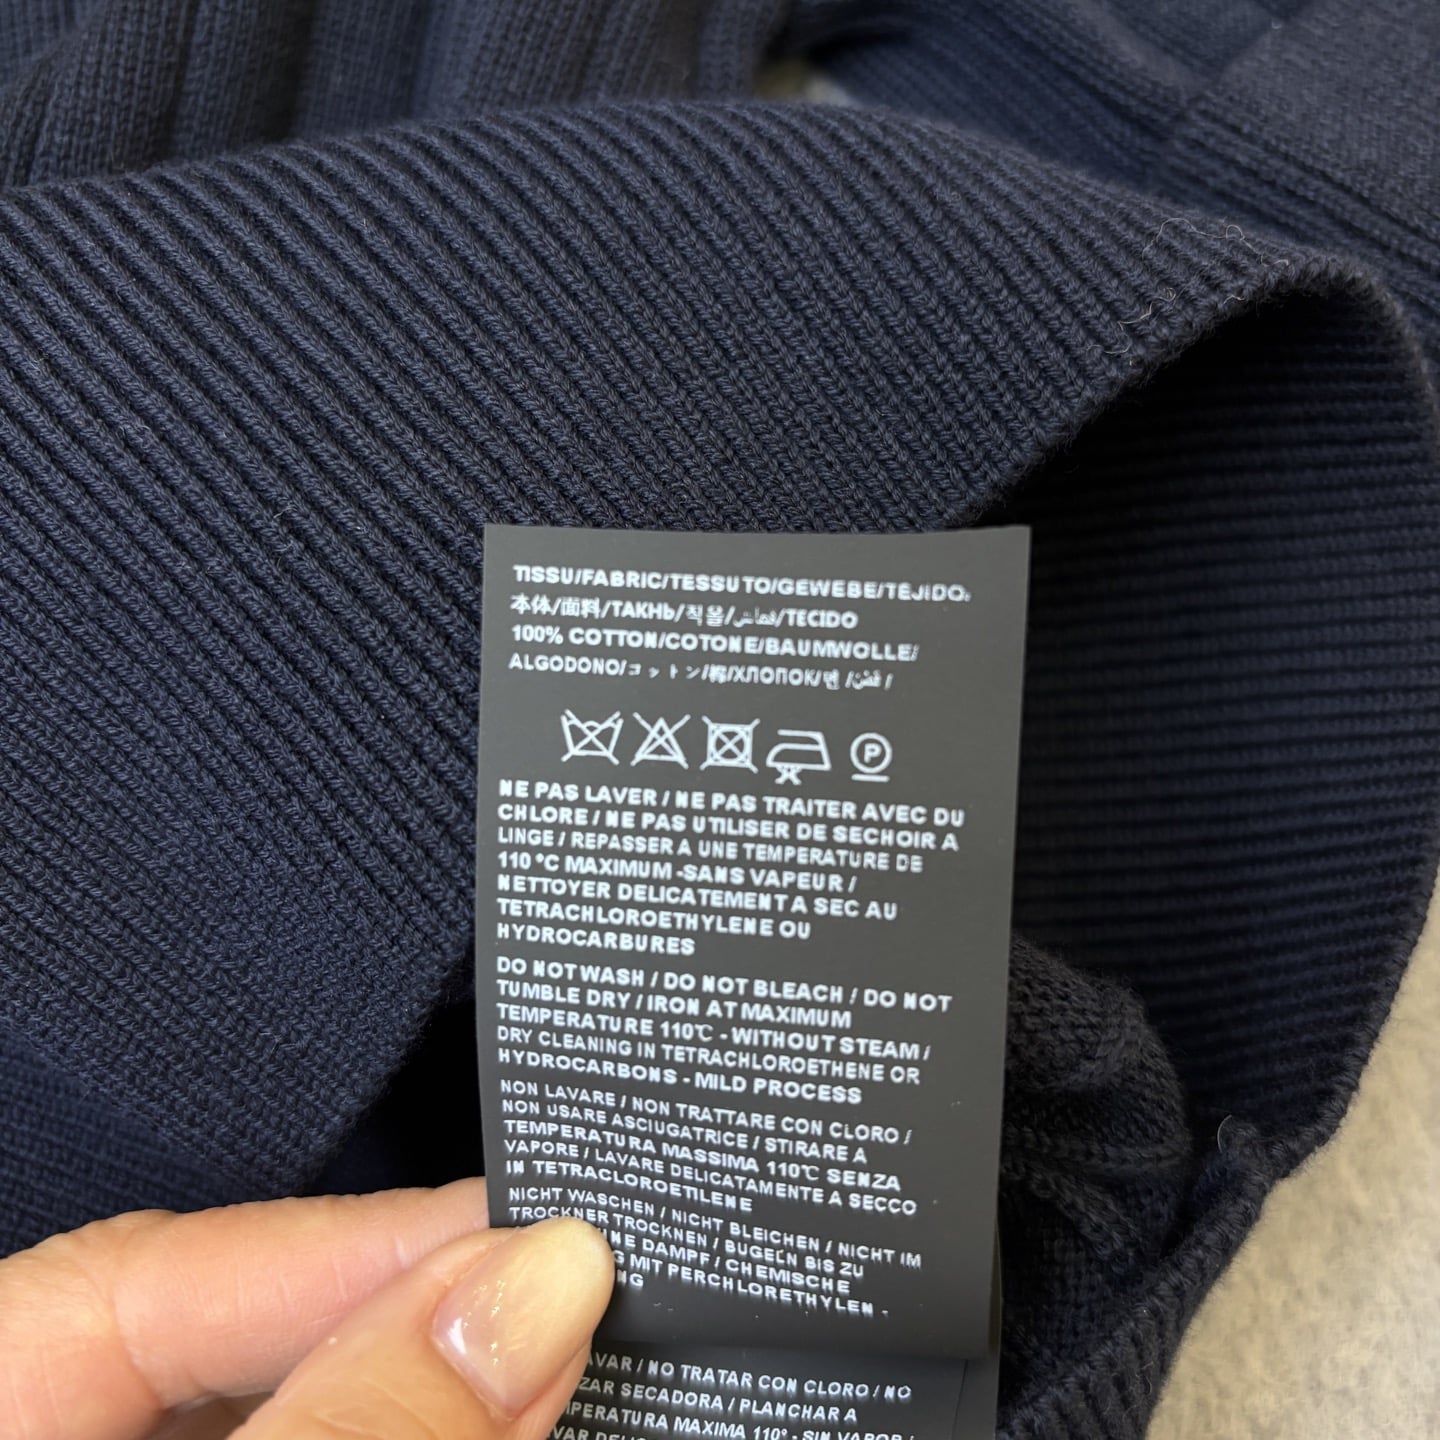 TISSU/FABRIC/TESSUTO/GEWEBE/TEJIDO.
本体/面料/TAKHb/직물/قماش/TECIDO
100% COTTON/COTONE/BAUMWOLLE/
ALGODONO/コットン/棉/ХЛОПОК/면/قطن/
NE PAS LAVER / NE PAS TRAITER AVEC DU
CHLORE / NE PAS UTILISER DE SECHOIR A
LINGE / REPASSER A UNE TEMPERATURE DE
110 °C MAXIMUM -SANS VAPEUR /
NETTOYER DELICATEMENT A SEC AU
TETRACHLOROETHYLENE OU
HYDROCARBURES
DO NOT WASH / DO NOT BLEACH / DO NOT
TUMBLE DRY / IRON AT MAXIMUM
TEMPERATURE 110℃ - WITHOUT STEAM /
DRY CLEANING IN TETRACHLOROETHENE OR
HYDROCARBONS - MILD PROCESS
NON LAVARE / NON TRATTARE CON CLORO /
NON USARE ASCIUGATRICE / STIRARE A
TEMPERATURA MASSIMA 110℃ SENZA
VAPORE / LAVARE DELICATAMENTE A SECCO
IN TETRACLOROETILENE
NICHT WASCHEN / NICHT BLEICHEN / NICHT IM
TROCKNER TROCKNEN / BUGELN BIS ZU
DAMPF / CHEMISCHE
MIT PERCHLORETHYLEN -
/ NO TRATAR CON CLORO / NO
SECADORA / PLANCHAR A
MAXIMA 110° - SIN VAPOR /